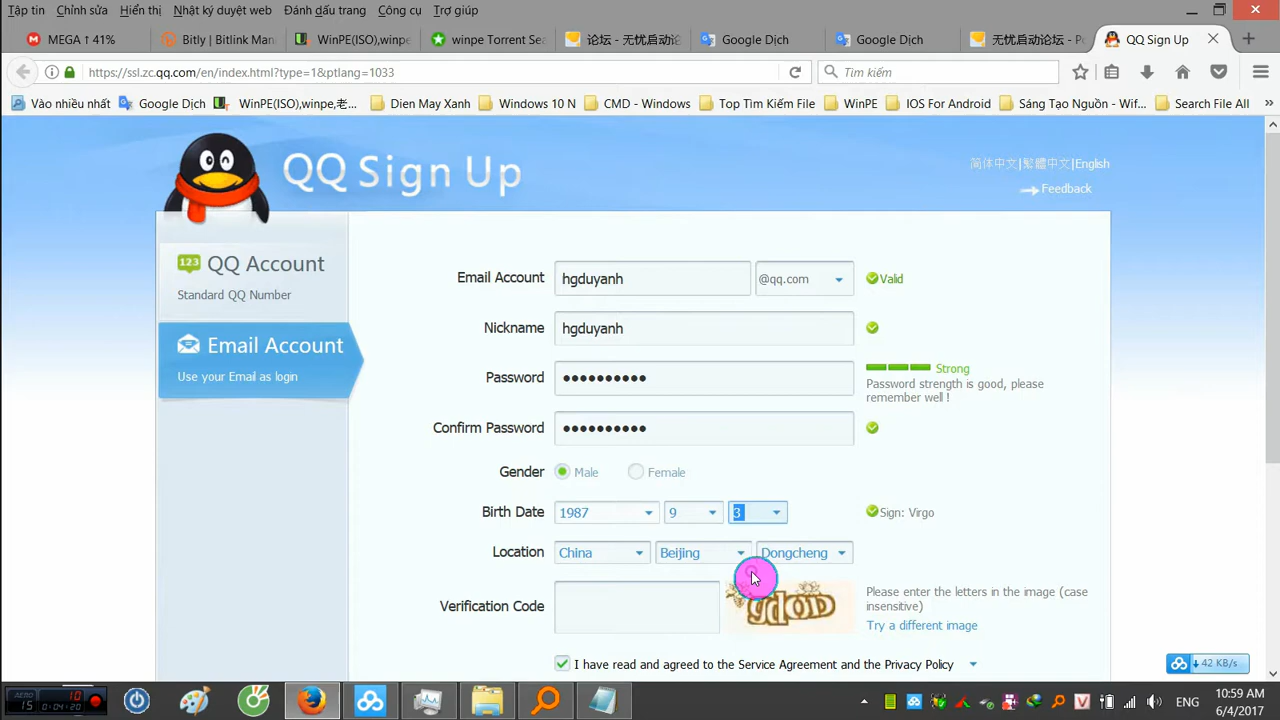 Tập tin Chỉnh sửa Hiển thị Nhật ký duyệt web Đánh dấu trang Công cụ Trợ giúp
MEGA ↑ 41% Bitly | Bitlink Man WinPE(ISO),winpe winpe Torrent Sea 论坛 - 无忧启动论 Google Dịch Google Dịch 无忧启动论坛 - P QQ Sign Up
https://ssl.zc.qq.com/en/index.html?type=1&ptlang=1033 Tìm kiếm
Vào nhiều nhất Google Dịch WinPE(ISO),winpe,老... Dien May Xanh Windows 10 N CMD - Windows Top Tìm Kiếm File WinPE IOS For Android Sáng Tạo Nguồn - Wif... Search File All
QQ Sign Up
简体中文|繁體中文|English
Feedback
123 QQ Account
Standard QQ Number
Email Account
Use your Email as login
Email Account hgduyanh @qq.com Valid
Nickname hgduyanh
Password Strong
Password strength is good, please
remember well !
Confirm Password
Gender Male Female
Birth Date 1987 9 3 Sign: Virgo
Location China Beijing Dongcheng
Verification Code Please enter the letters in the image (case
insensitive)
Try a different image
I have read and agreed to the Service Agreement and the Privacy Policy
42 KB/s
AERO 15 10 0:04:20 ENG 10:59 AM
6/4/2017